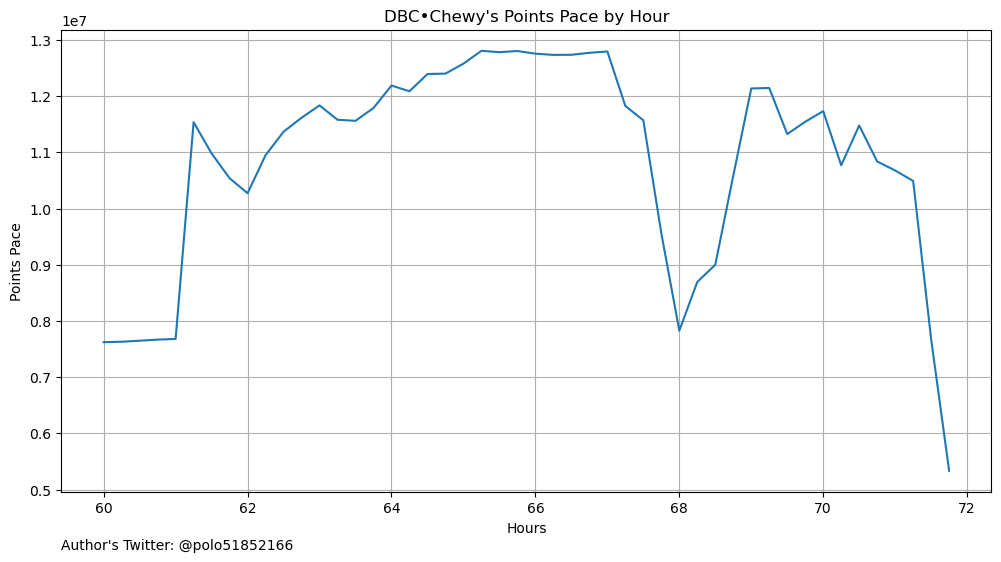 DBC•Chewy's Points Pace by Hour
1e7
1.3
1.2
1.1
1.0
0.9
0.8
0.7
0.6
0.5
Points Pace
60 62 64 66 68 70 72
Hours
Author's Twitter: @polo51852166